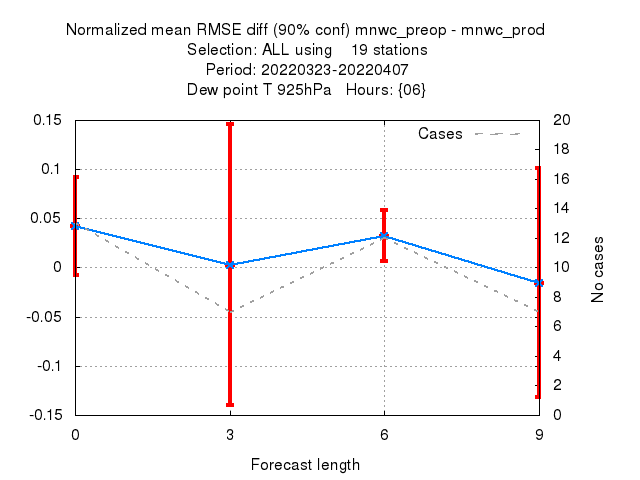 Normalized mean RMSE diff (90% conf) mnwc_preop - mnwc_prod
Selection: ALL using    19 stations
Period: 20220323-20220407
Dew point T 925hPa   Hours: {06}
Cases
0.15
0.1
0.05
0
-0.05
-0.1
-0.15
20
18
16
14
12
10
8
6
4
2
0
No cases
0 3 6 9
Forecast length